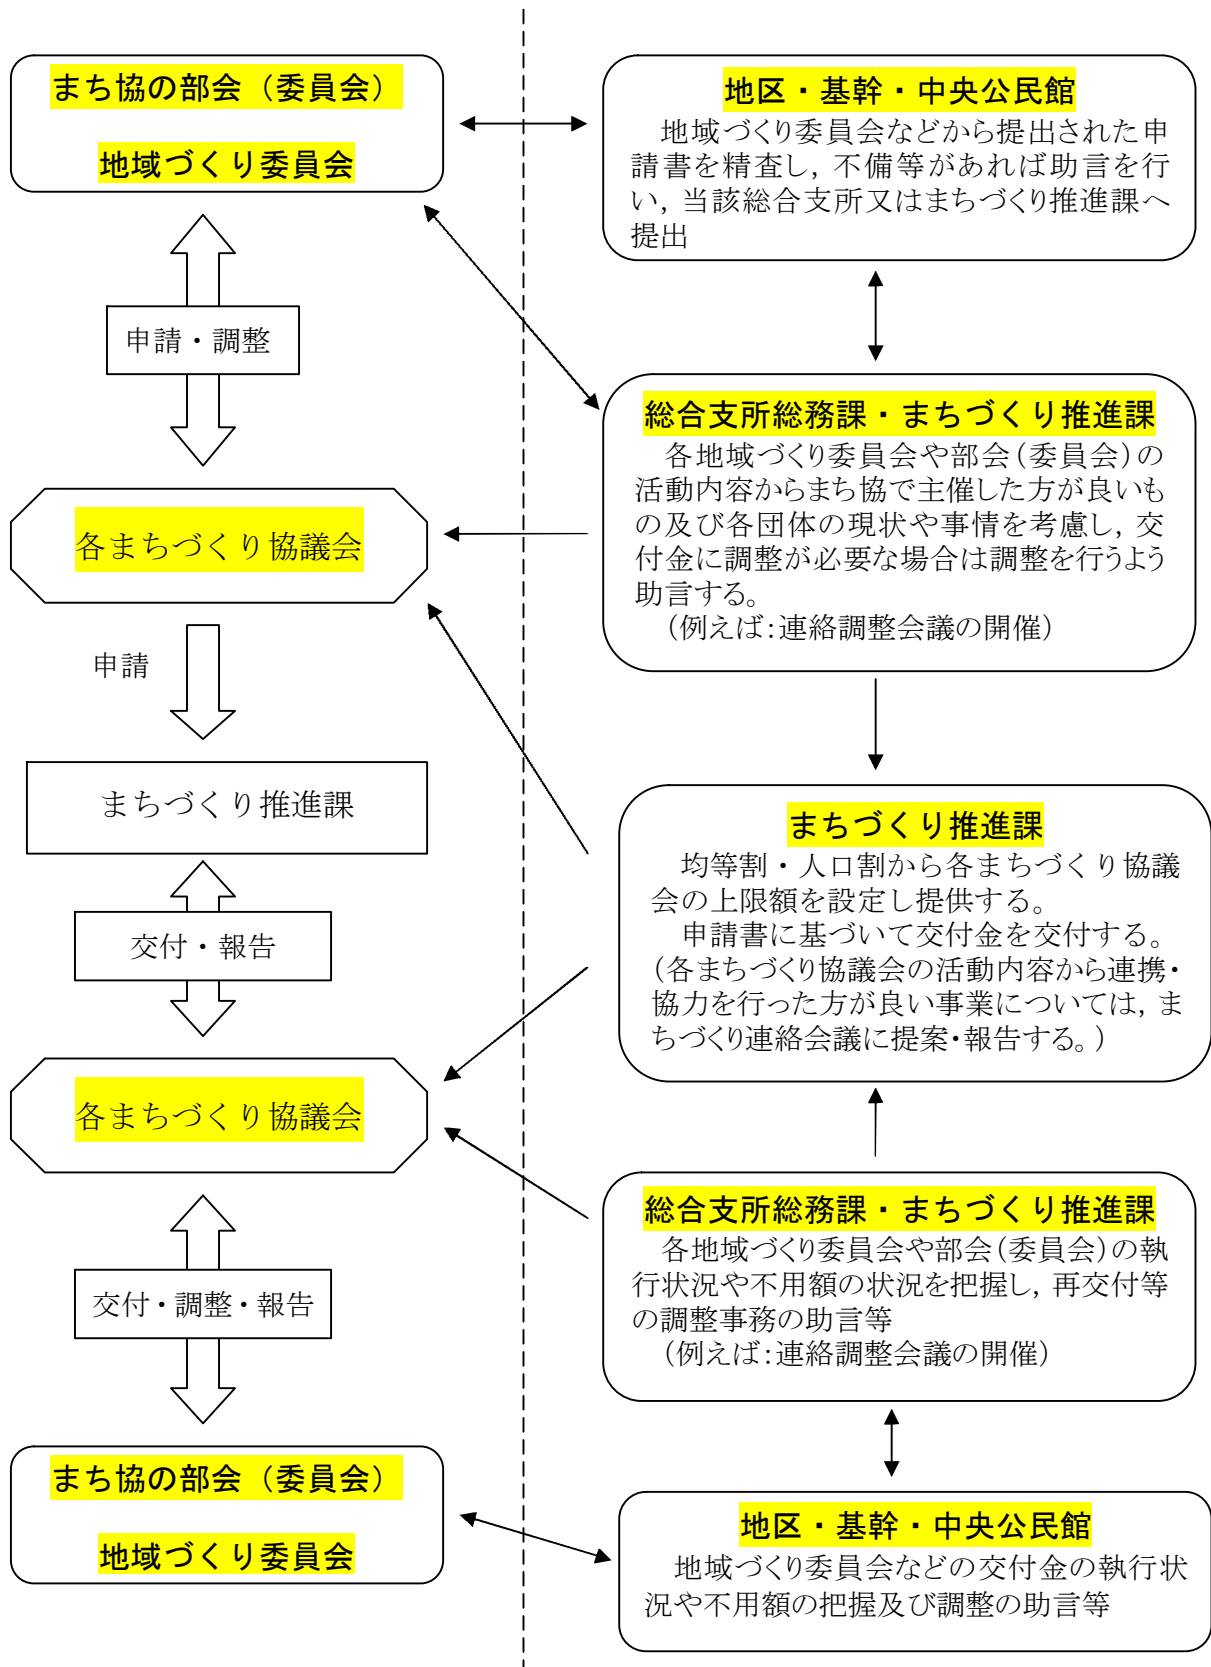 まち協の部会（委員会）
地域づくり委員会
申請・調整
各まちづくり協議会
申請
まちづくり推進課
交付・報告
各まちづくり協議会
交付・調整・報告
まち協の部会（委員会）
地域づくり委員会
地区・基幹・中央公民館
地域づくり委員会などから提出された申
請書を精査し，不備等があれば助言を行
い，当該総合支所又はまちづくり推進課へ
提出
総合支所総務課・まちづくり推進課
各地域づくり委員会や部会（委員会）の
活動内容からまち協で主催した方が良いも
の及び各団体の現状や事情を考慮し，交
付金に調整が必要な場合は調整を行うよう
助言する。
（例えば：連絡調整会議の開催）
まちづくり推進課
均等割・人口割から各まちづくり協議
会の上限額を設定し提供する。
申請書に基づいて交付金を交付する。
（各まちづくり協議会の活動内容から連携・
協力を行った方が良い事業については，ま
ちづくり連絡会議に提案・報告する。）
総合支所総務課・まちづくり推進課
各地域づくり委員会や部会（委員会）の執
行状況や不用額の状況を把握し，再交付等
の調整事務の助言等
（例えば：連絡調整会議の開催）
地区・基幹・中央公民館
地域づくり委員会などの交付金の執行状
況や不用額の把握及び調整の助言等